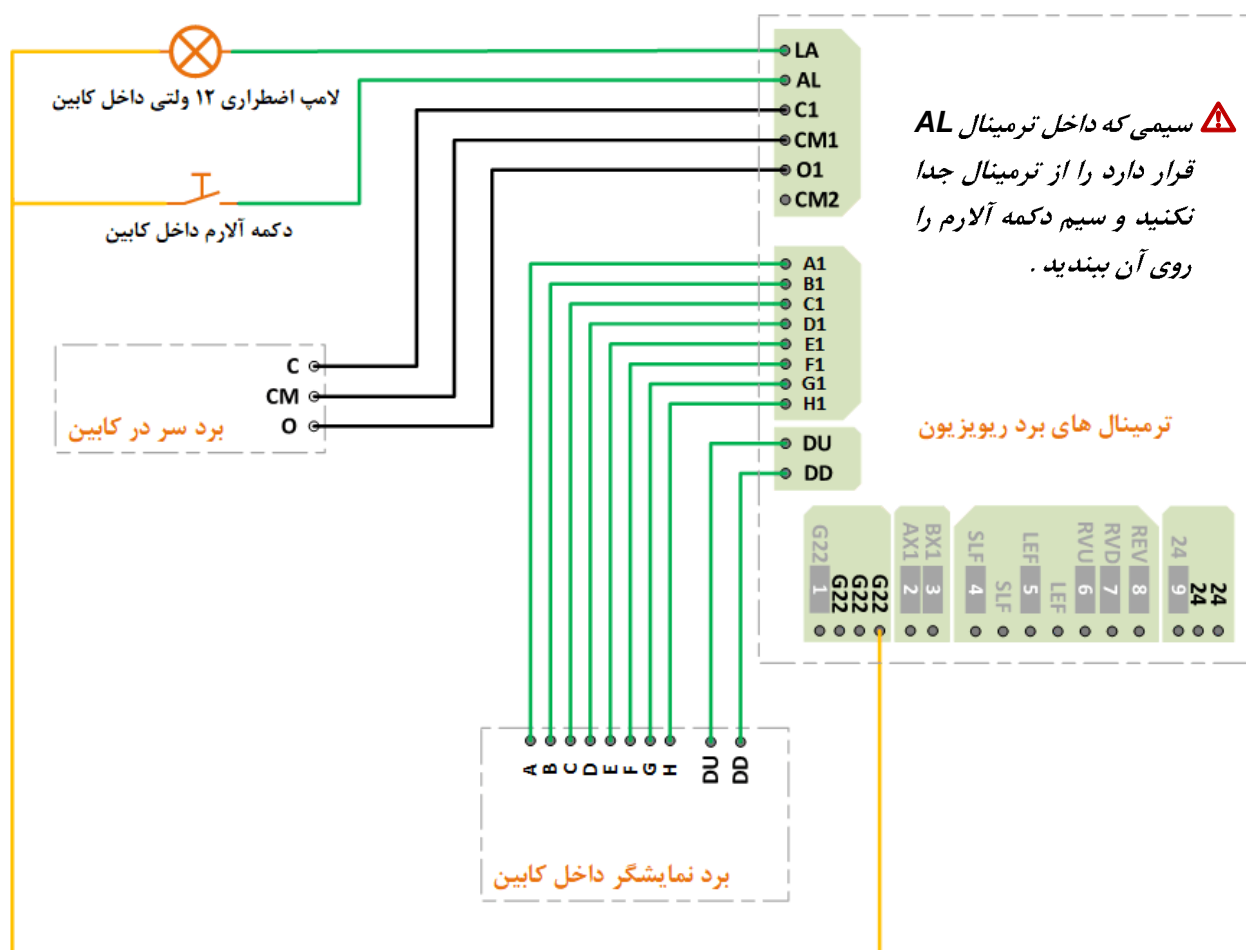 LA
AL
C1
CM1
O1
CM2
لامپ اضطراری ۱۲ ولتی داخل کابین
دکمه آلارم داخل کابین
سیمی که داخل ترمینال AL
قرار دارد را از ترمینال جدا
نکنید و سیم دکمه آلارم را
روی آن ببندید .
A1
B1
C1
D1
E1
F1
G1
H1
DU
DD
ترمینال های برد ریویزیون
C
CM
O
برد سر در کابین
G22
1
G22
G22
G22
AX1
2
BX1
3
SLF
4
SLF
LEF
5
LEF
RVU
6
RVD
7
REV
8
24
9
24
24
A
B
C
D
E
F
G
H
DU
DD
برد نمایشگر داخل کابین